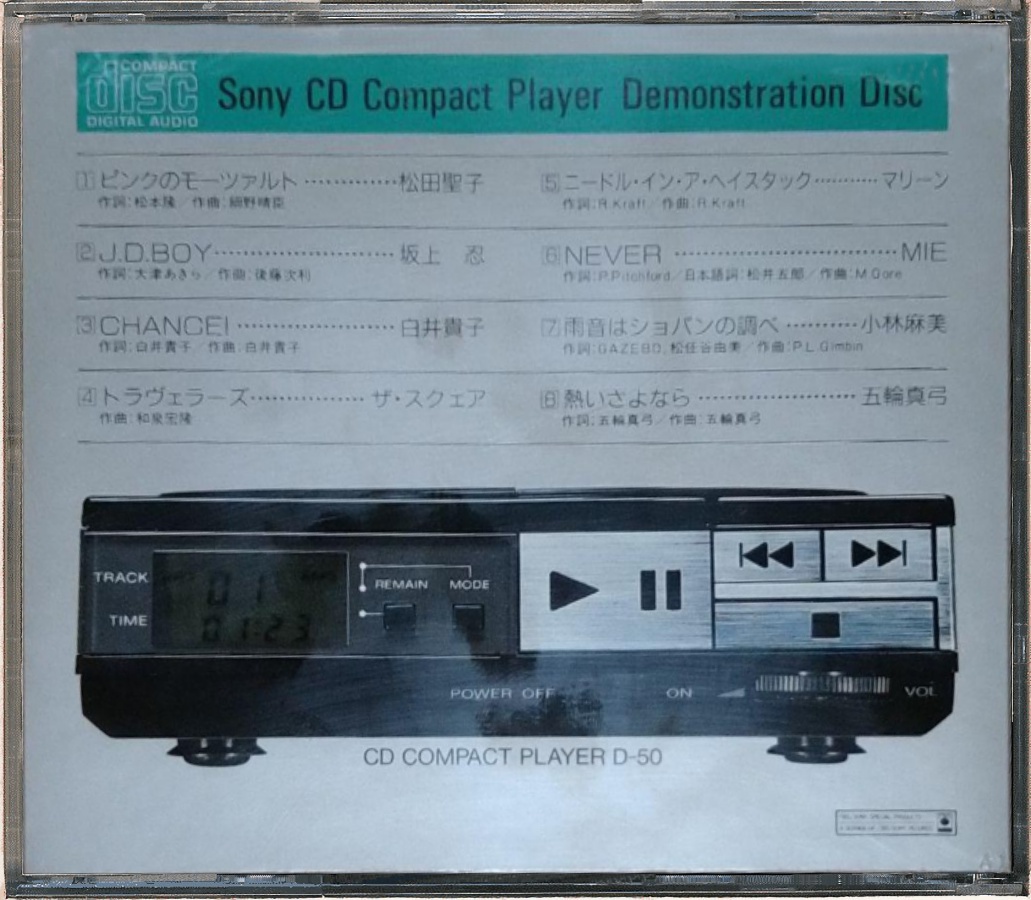 COMPACT
disc
DIGITAL AUDIO
Sony CD Compact Player Demonstration Disc
1 ピンクのモーツァルト············松田聖子
作詞:松本隆/作曲:細野晴臣
2 J.D.BOY·······················坂上 忍
作詞:大津あきら/作曲:後藤次利
3 CHANCE!····················白井貴子
作詞:白井貴子/作曲:白井貴子
4 トラヴェラーズ··············ザ・スクェア
作曲:和泉宏隆
5 ニードル・イン・ア・ヘイスタック··········マリーン
作詞:R.Kraft/作曲:R.Kraft
6 NEVER ····························MIE
作詞:P.Pitchford/日本語詞:松井五郎/作曲:M.Gore
7 雨音はショパンの調べ ··········小林麻美
作詞:GAZEBO, 松任谷由実/作曲:P.L.Gimbin
8 熱いさよなら ····················五輪真弓
作詞:五輪真弓/作曲:五輪真弓
TRACK 01
TIME 01:23
REMAIN MODE
POWER OFF ON VOL
CD COMPACT PLAYER D-50